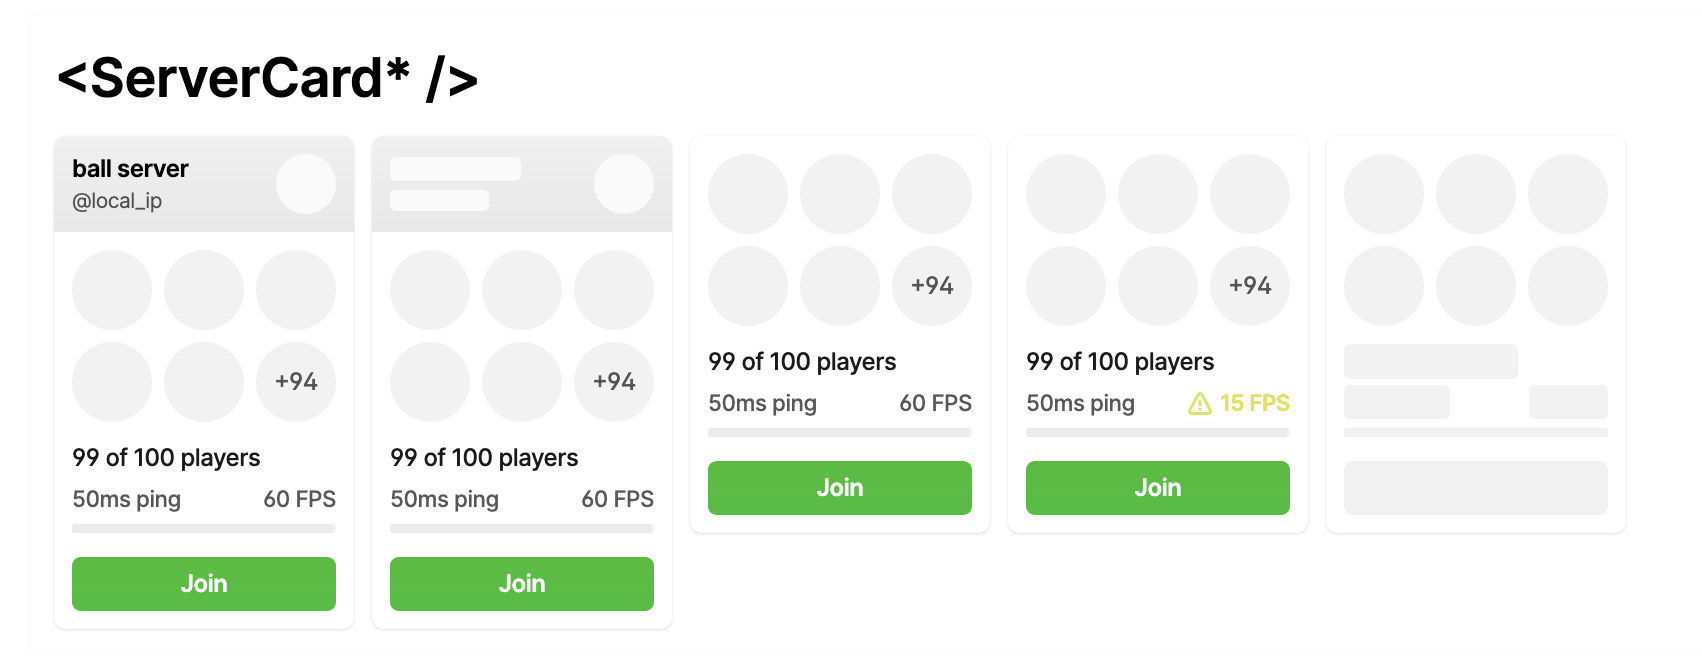 <ServerCard* />
ball server
@local_ip
+94
99 of 100 players
50ms ping 60 FPS
Join
+94
99 of 100 players
50ms ping 60 FPS
Join
+94
99 of 100 players
50ms ping 60 FPS
Join
+94
99 of 100 players
50ms ping 15 FPS
Join